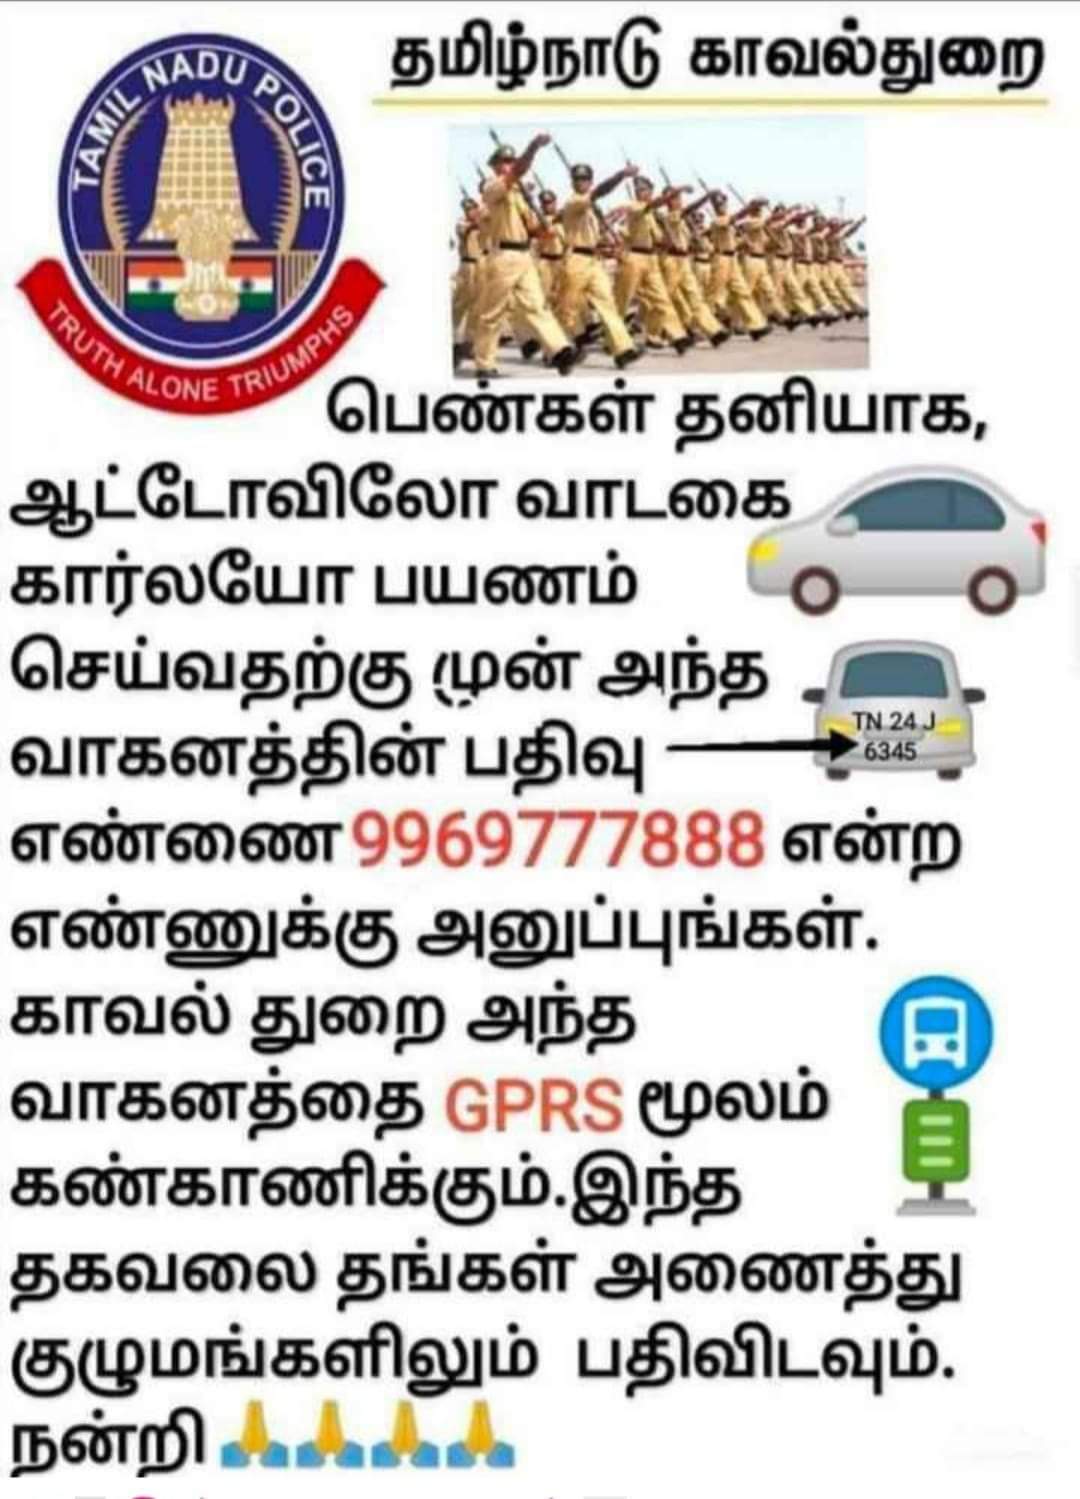 தமிழ்நாடு காவல்துறை
TAMIL NADU POLICE
TRUTH ALONE TRIUMPHS
பெண்கள் தனியாக,
ஆட்டோவிலோ வாடகை
கார்லயோ பயணம்
செய்வதற்கு முன் அந்த
வாகனத்தின் பதிவு
TN 24 J
6345
எண்ணை 9969777888 என்ற
எண்ணுக்கு அனுப்புங்கள்.
காவல் துறை அந்த
வாகனத்தை GPRS மூலம்
கண்காணிக்கும்.இந்த
தகவலை தங்கள் அணைத்து
குழுமங்களிலும் பதிவிடவும்.
நன்றி 🙏🙏🙏🙏